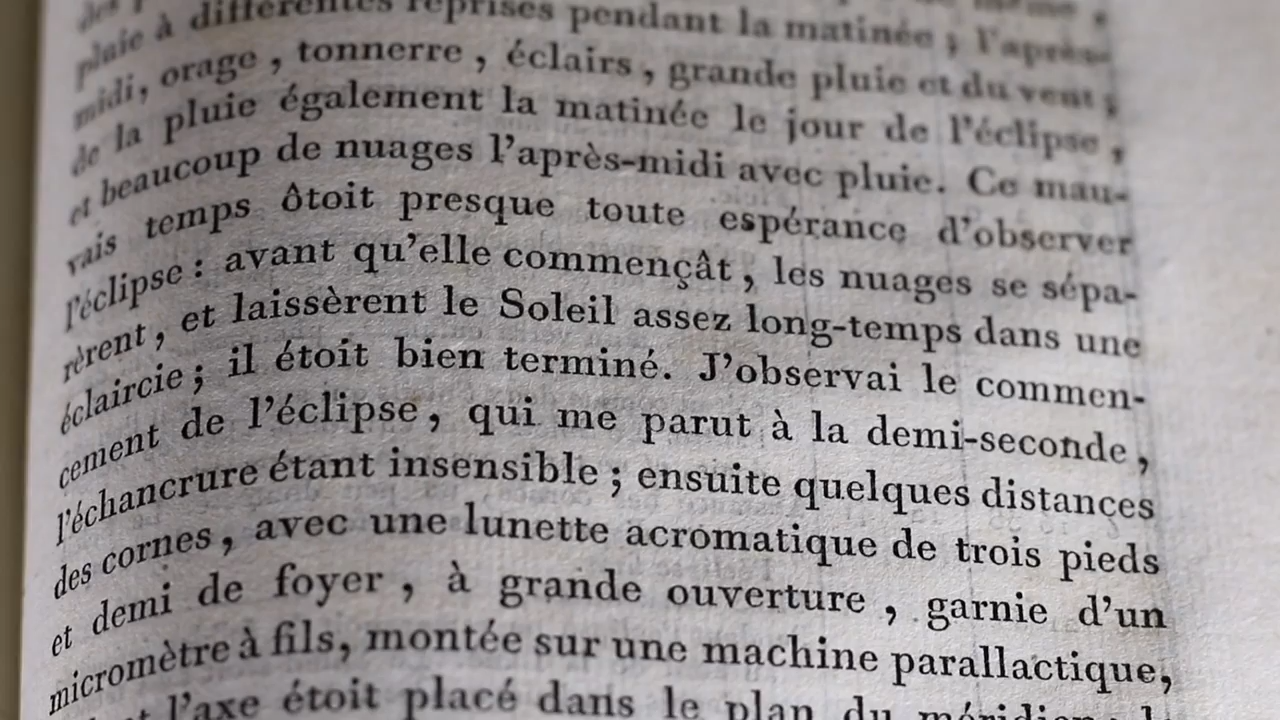 pluie à différentes reprises pendant la matinée ; l'après-
midi, orage , tonnerre , éclairs , grande pluie et du vent ;
de la pluie également la matinée le jour de l'éclipse ,
et beaucoup de nuages l'après-midi avec pluie. Ce mau-
vais temps ôtoit presque toute espérance d'observer
l'éclipse : avant qu'elle commençât , les nuages se sépa-
rèrent , et laissèrent le Soleil assez long-temps dans une
éclaircie ; il étoit bien terminé. J'observai le commen-
cement de l'éclipse , qui me parut à la demi-seconde ,
l'échancrure étant insensible ; ensuite quelques distances
des cornes , avec une lunette acromatique de trois pieds
et demi de foyer , à grande ouverture , garnie d'un
micromètre à fils, montée sur une machine parallactique,
l'axe étoit placé dans le plan du méridien